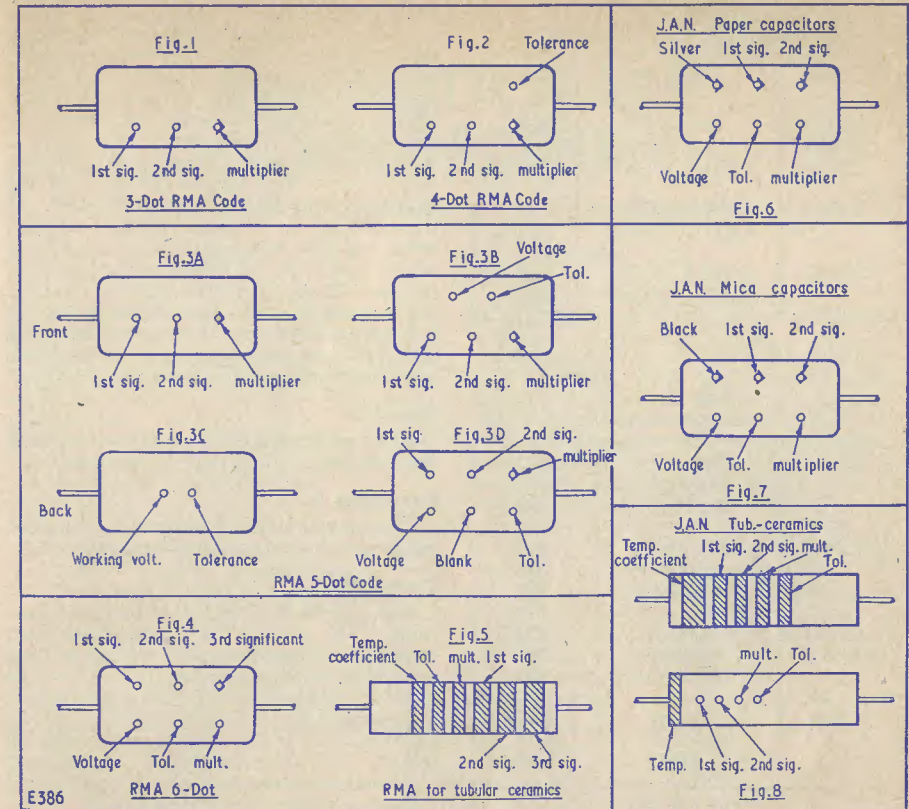 Fig.1
1st sig. 2nd sig. multiplier
3-Dot RMA Code
Fig.2 Tolerance
1st sig. 2nd sig. multiplier
4-Dot RMA Code
Fig.3A
Front
1st sig. 2nd sig. multiplier
Fig.3B
Voltage
Tol.
1st sig. 2nd sig. multiplier
Fig.3C
Back
Working volt. Tolerance
1st sig Fig.3D 2nd sig.
multiplier
Voltage Blank Tol.
RMA 5-Dot Code
Fig.4
1st sig. 2nd sig. 3rd significant
Voltage Tol. mult.
RMA 6-Dot
E386
Fig.5
Temp.
coefficient Tol. mult. 1st sig.
2nd sig. 3rd sig.
RMA for tubular ceramics
J.A.N. Paper capacitors
Silver 1st sig. 2nd sig.
Voltage Tol. multiplier
Fig.6
J.A.N. Mica capacitors
Black 1st sig. 2nd sig.
Voltage Tol. multiplier
Fig.7
J.A.N. Tub.-ceramics
Temp. 1st sig. 2nd sig. mult.
coefficient Tol.
mult. Tol.
Temp. 1st sig. 2nd sig.
Fig.8